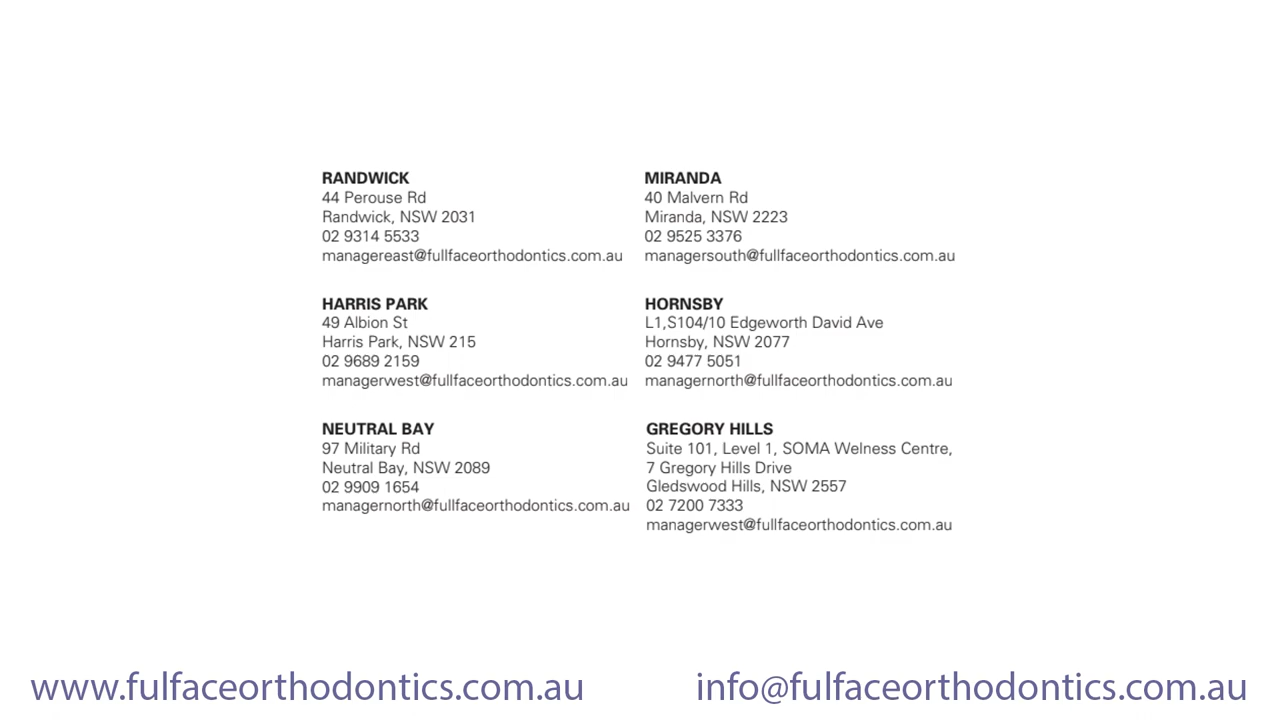 RANDWICK
44 Perouse Rd
Randwick, NSW 2031
02 9314 5533
managereast@fullfaceorthodontics.com.au
MIRANDA
40 Malvern Rd
Miranda, NSW 2223
02 9525 3376
managersouth@fullfaceorthodontics.com.au
HARRIS PARK
49 Albion St
Harris Park, NSW 215
02 9689 2159
managerwest@fullfaceorthodontics.com.au
HORNSBY
L1,S104/10 Edgeworth David Ave
Hornsby, NSW 2077
02 9477 5051
managernorth@fullfaceorthodontics.com.au
NEUTRAL BAY
97 Military Rd
Neutral Bay, NSW 2089
02 9909 1654
managernorth@fullfaceorthodontics.com.au
GREGORY HILLS
Suite 101, Level 1, SOMA Welness Centre,
7 Gregory Hills Drive
Gledswood Hills, NSW 2557
02 7200 7333
managerwest@fullfaceorthodontics.com.au
www.fulfaceorthodontics.com.au
info@fulfaceorthodontics.com.au